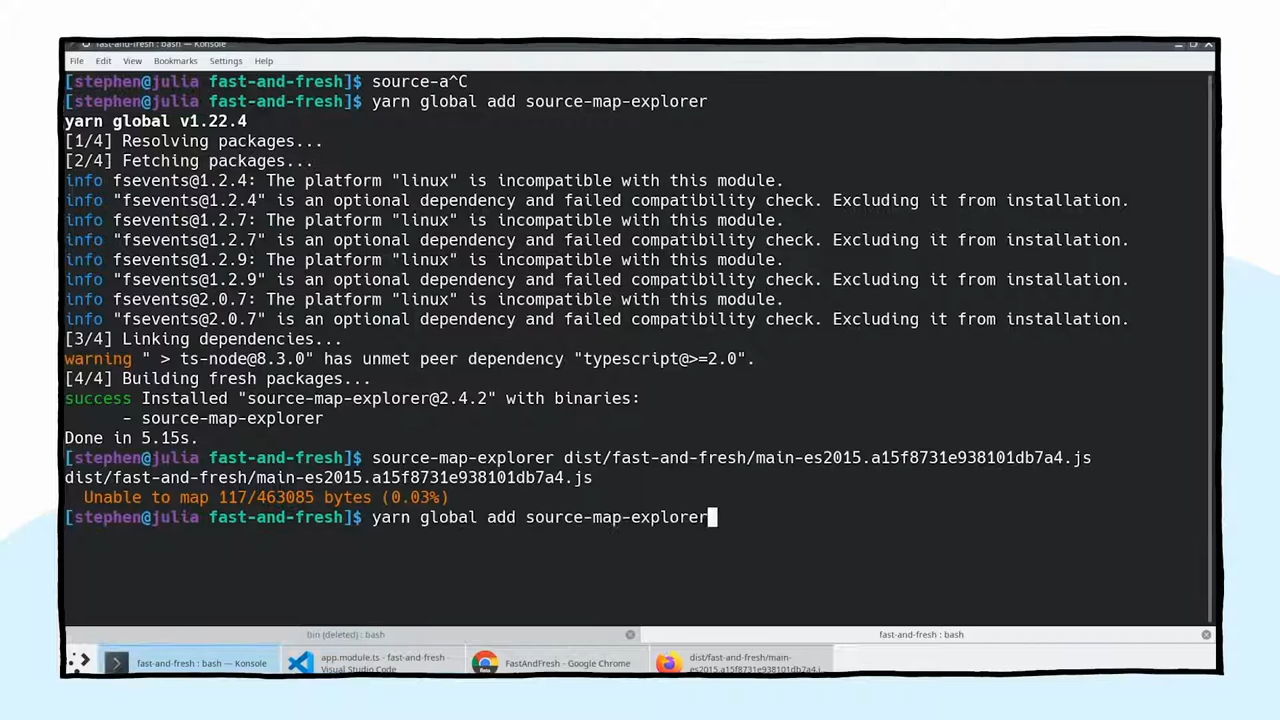 fast-and-fresh : bash — Konsole
File Edit View Bookmarks Settings Help
[stephen@julia fast-and-fresh]$ source-a^C
[stephen@julia fast-and-fresh]$ yarn global add source-map-explorer
yarn global v1.22.4
[1/4] Resolving packages...
[2/4] Fetching packages...
info fsevents@1.2.4: The platform "linux" is incompatible with this module.
info "fsevents@1.2.4" is an optional dependency and failed compatibility check. Excluding it from installation.
info fsevents@1.2.7: The platform "linux" is incompatible with this module.
info "fsevents@1.2.7" is an optional dependency and failed compatibility check. Excluding it from installation.
info fsevents@1.2.9: The platform "linux" is incompatible with this module.
info "fsevents@1.2.9" is an optional dependency and failed compatibility check. Excluding it from installation.
info fsevents@2.0.7: The platform "linux" is incompatible with this module.
info "fsevents@2.0.7" is an optional dependency and failed compatibility check. Excluding it from installation.
[3/4] Linking dependencies...
warning " > ts-node@8.3.0" has unmet peer dependency "typescript@>=2.0".
[4/4] Building fresh packages...
success Installed "source-map-explorer@2.4.2" with binaries:
- source-map-explorer
Done in 5.15s.
[stephen@julia fast-and-fresh]$ source-map-explorer dist/fast-and-fresh/main-es2015.a15f8731e938101db7a4.js
dist/fast-and-fresh/main-es2015.a15f8731e938101db7a4.js
Unable to map 117/463085 bytes (0.03%)
[stephen@julia fast-and-fresh]$ yarn global add source-map-explorer
bin (deleted) : bash
fast-and-fresh : bash
fast-and-fresh : bash — Konsole
app.module.ts - fast-and-fresh -
Visual Studio Code
FastAndFresh - Google Chrome
dist/fast-and-fresh/main-
es2015.a15f8731e938101db7a4.j...